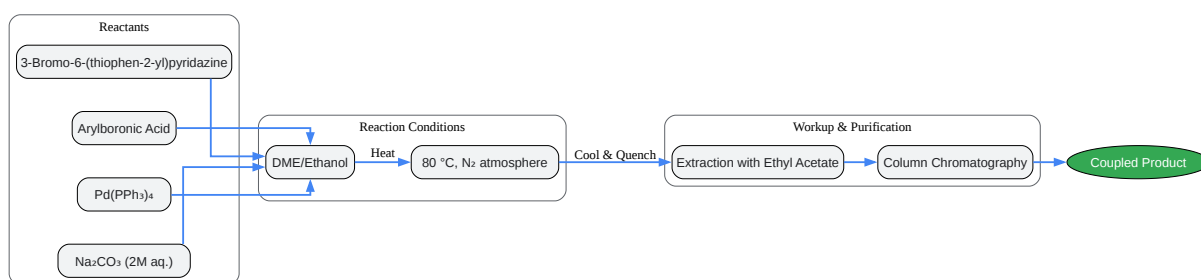 Reactants
3-Bromo-6-(thiophen-2-yl)pyridazine
Arylboronic Acid
Pd(PPh₃)₄
Na₂CO₃ (2M aq.)
Reaction Conditions
DME/Ethanol
Heat
80 °C, N₂ atmosphere
Cool & Quench
Workup & Purification
Extraction with Ethyl Acetate
Column Chromatography
Coupled Product